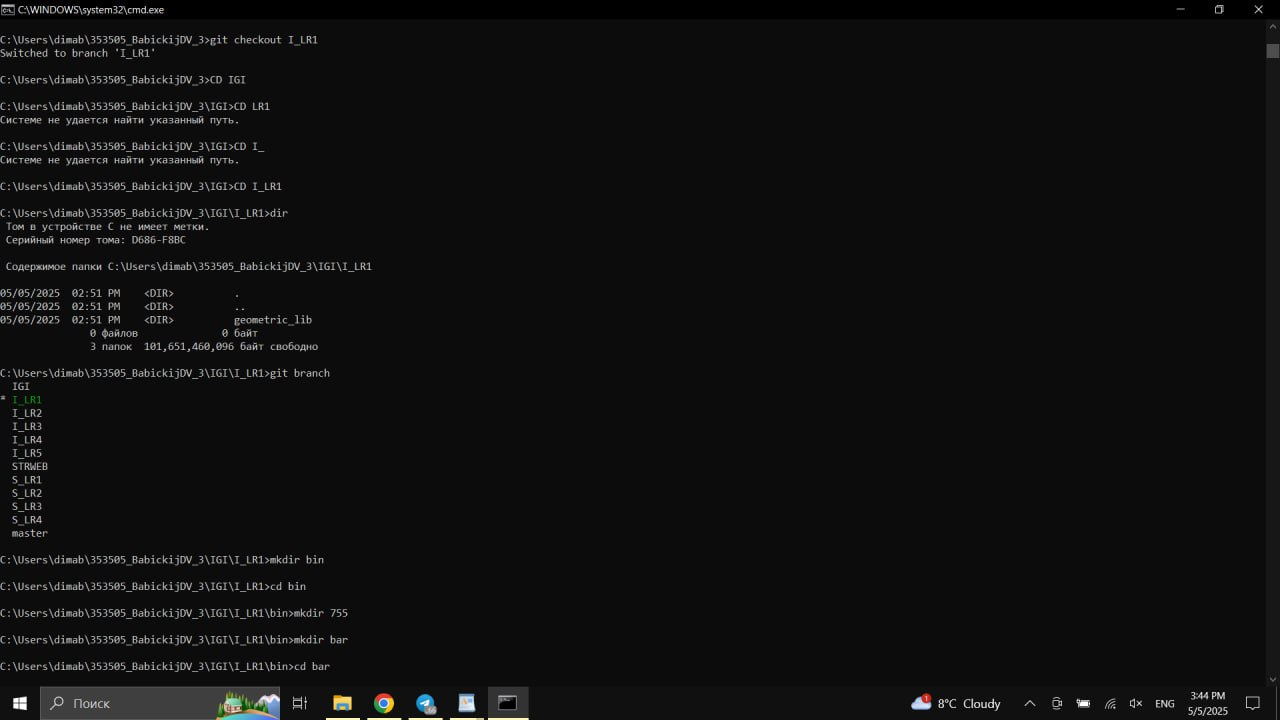 C:\WINDOWS\system32\cmd.exe
C:\Users\dimab\353505_BabickijDV_3>git checkout I_LR1
Switched to branch 'I_LR1'
C:\Users\dimab\353505_BabickijDV_3>CD IGI
C:\Users\dimab\353505_BabickijDV_3\IGI>CD LR1
Системе не удается найти указанный путь.
C:\Users\dimab\353505_BabickijDV_3\IGI>CD I_
Системе не удается найти указанный путь.
C:\Users\dimab\353505_BabickijDV_3\IGI>CD I_LR1
C:\Users\dimab\353505_BabickijDV_3\IGI\I_LR1>dir
Том в устройстве C не имеет метки.
Серийный номер тома: D686-F8BC
Содержимое папки C:\Users\dimab\353505_BabickijDV_3\IGI\I_LR1
05/05/2025  02:51 PM    <DIR>          .
05/05/2025  02:51 PM    <DIR>          ..
05/05/2025  02:51 PM    <DIR>          geometric_lib
0 файлов              0 байт
3 папок  101,651,460,096 байт свободно
C:\Users\dimab\353505_BabickijDV_3\IGI\I_LR1>git branch
IGI
* I_LR1
I_LR2
I_LR3
I_LR4
I_LR5
STRWEB
S_LR1
S_LR2
S_LR3
S_LR4
master
C:\Users\dimab\353505_BabickijDV_3\IGI\I_LR1>mkdir bin
C:\Users\dimab\353505_BabickijDV_3\IGI\I_LR1>cd bin
C:\Users\dimab\353505_BabickijDV_3\IGI\I_LR1\bin>mkdir 755
C:\Users\dimab\353505_BabickijDV_3\IGI\I_LR1\bin>mkdir bar
C:\Users\dimab\353505_BabickijDV_3\IGI\I_LR1\bin>cd bar
Поиск
1 8°C Cloudy
ENG
3:44 PM
5/5/2025